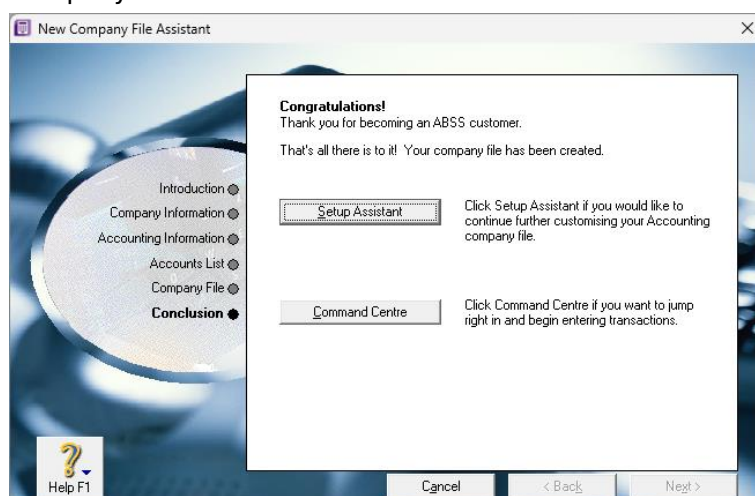 New Company File Assistant
Congratulations!
Thank you for becoming an ABSS customer.
That's all there is to it! Your company file has been created.
Introduction
Company Information
Accounting Information
Accounts List
Company File
Conclusion
Setup Assistant
Click Setup Assistant if you would like to
continue further customising your Accounting
company file.
Command Centre
Click Command Centre if you want to jump
right in and begin entering transactions.
Help F1
Cancel
< Back
Next >